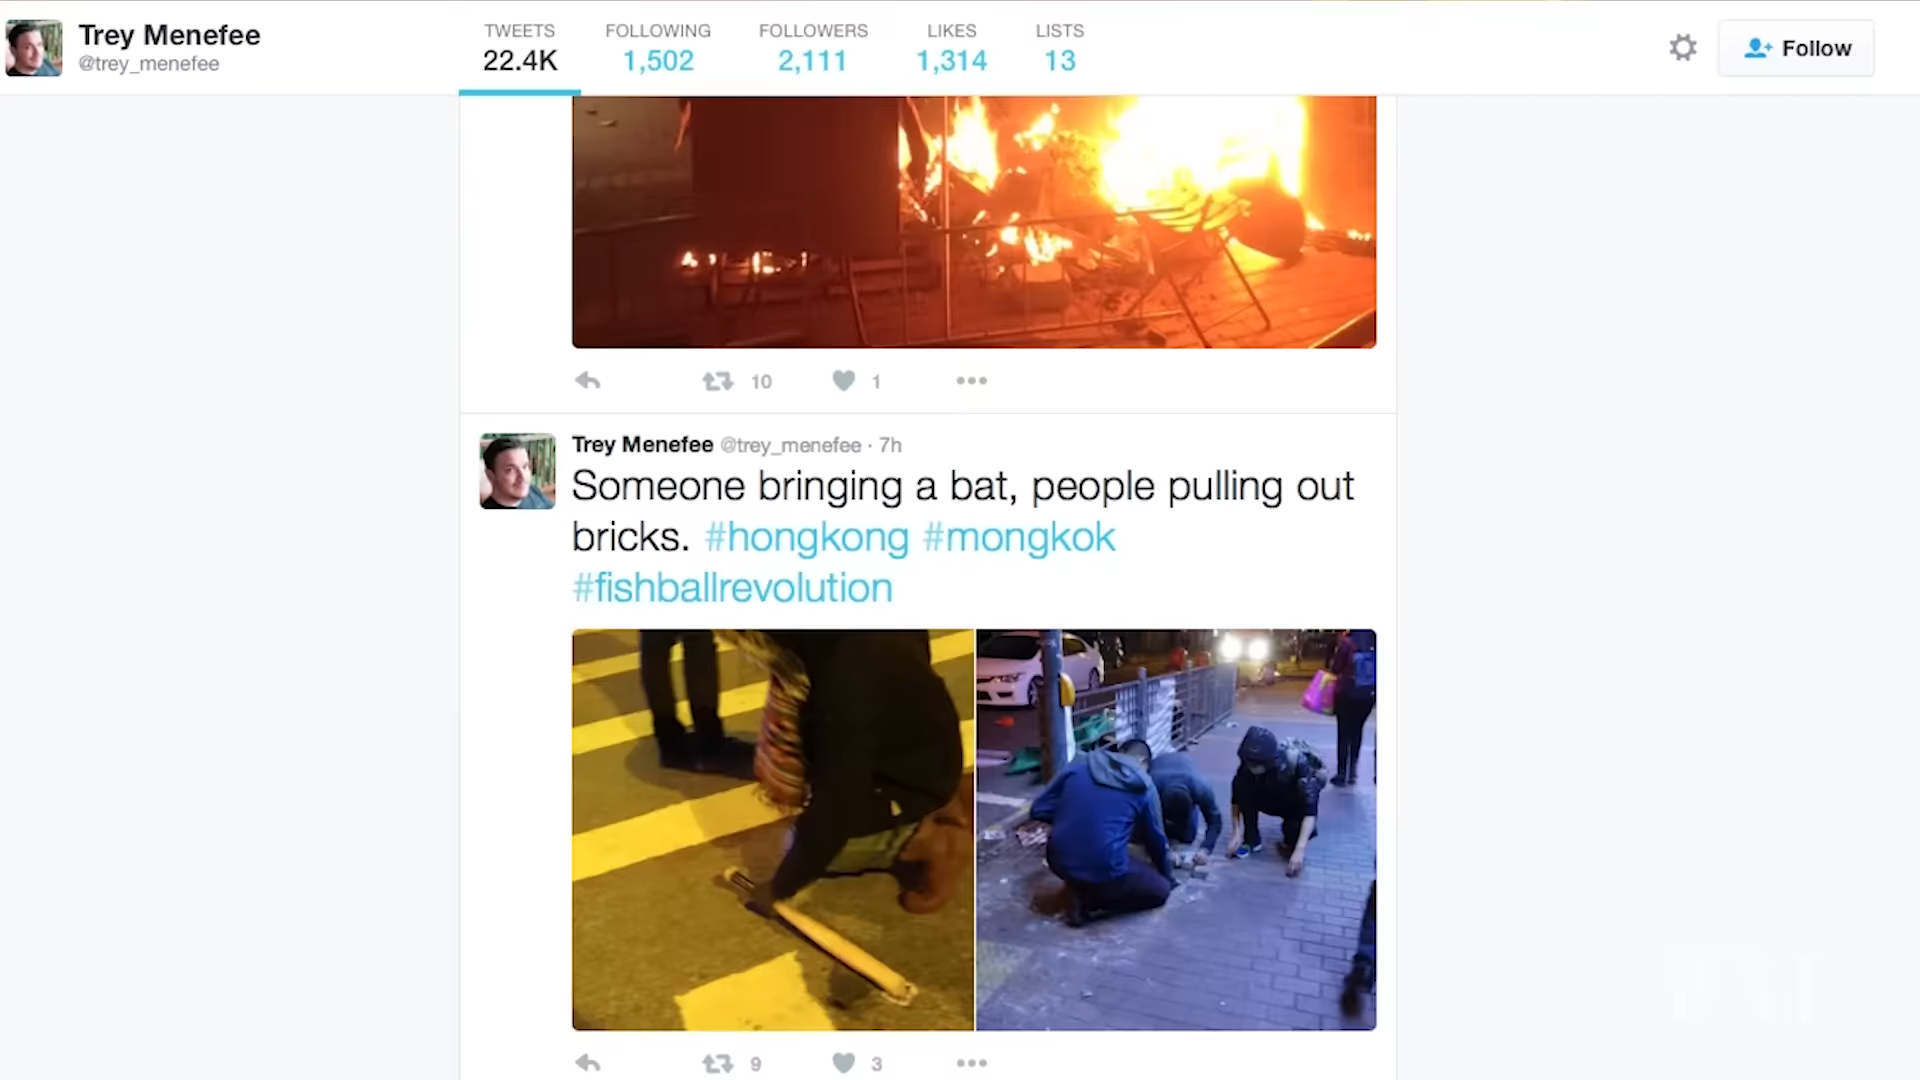 Trey Menefee
@trey_menefee
TWEETS
22.4K
FOLLOWING
1,502
FOLLOWERS
2,111
LIKES
1,314
LISTS
13
Follow
10
1
Trey Menefee @trey_menefee · 7h
Someone bringing a bat, people pulling out
bricks. #hongkong #mongkok
#fishballrevolution
9
3